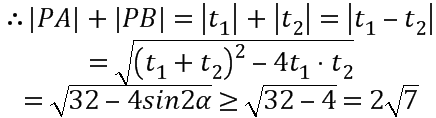 ∴ |PA| + |PB| = |t₁| + |t₂| = |t₁ − t₂|
= √((t₁ + t₂)² − 4t₁ · t₂)
= √(32 − 4sin2α) ≥ √(32 − 4) = 2√7